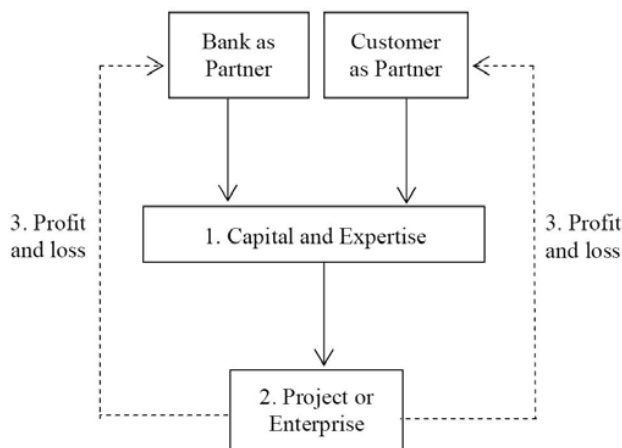 Bank as
Partner
Customer
as Partner
3. Profit
and loss
1. Capital and Expertise
3. Profit
and loss
2. Project or
Enterprise